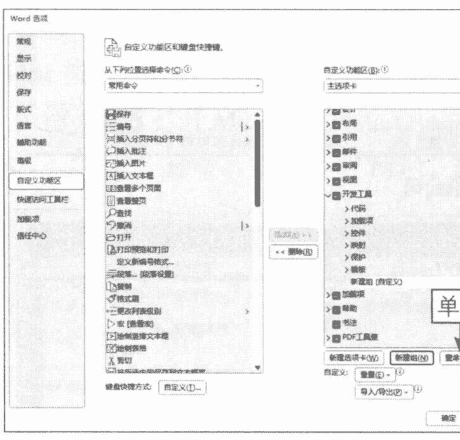 Word 选项
常规
显示
校对
保存
版式
语言
辅助功能
高级
自定义功能区
快速访问工具栏
加载项
信任中心
自定义功能区和键盘快捷键。
从下列位置选择命令(C):
常用命令
保存
编号
插入分页符和分节符
插入批注
插入图片
插入文本框
查看多个页面
查看整页
查找
撤消
打开
打印预览和打印
定义新编号格式...
段落... [段落设置]
复制
格式刷
更改列表级别
宏 [查看宏]
绘制竖排文本框
绘制表格
剪切
键盘快捷方式:
自定义(T)...
<< 删除(R)
自定义功能区(B):
主选项卡
设计
布局
引用
邮件
审阅
视图
开发工具
代码
加载项
控件
映射
保护
模板
新建组 (自定义)
加载项
帮助
书法
PDF工具集
单
新建选项卡(W)
新建组(N)
重命
自定义:
重置(E)
导入/导出(P)
确定